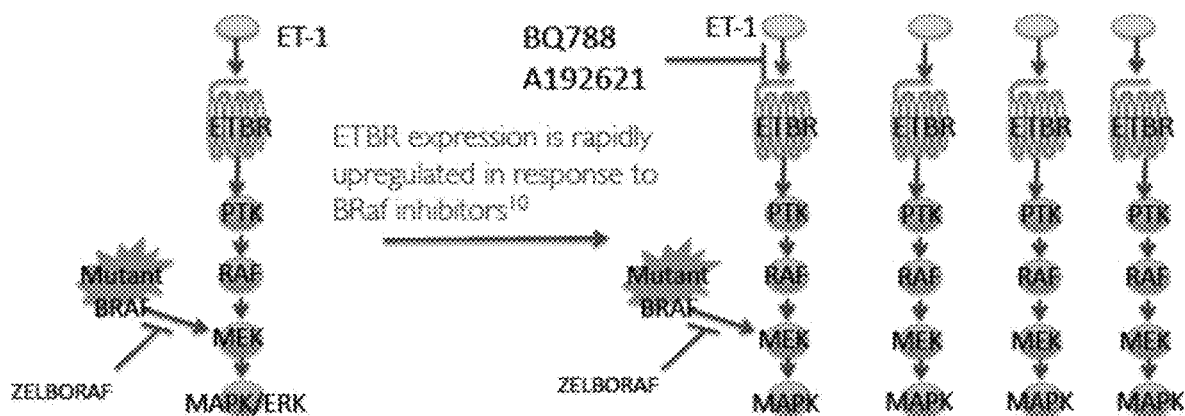 ET-1
ETBR
PTK
RAF
Mutant
BRAF
MEK
ZELBORAF
MAPK/ERK
ETBR expression is rapidly
upregulated in response to
BRaf inhibitors¹⁰
BQ788
A192621
ET-1
ETBR ETBR ETBR ETBR
PTK PTK PTK PTK
RAF RAF RAF RAF
Mutant
BRAF
MEK MEK MEK MEK
ZELBORAF
MAPK MAPK MAPK MAPK